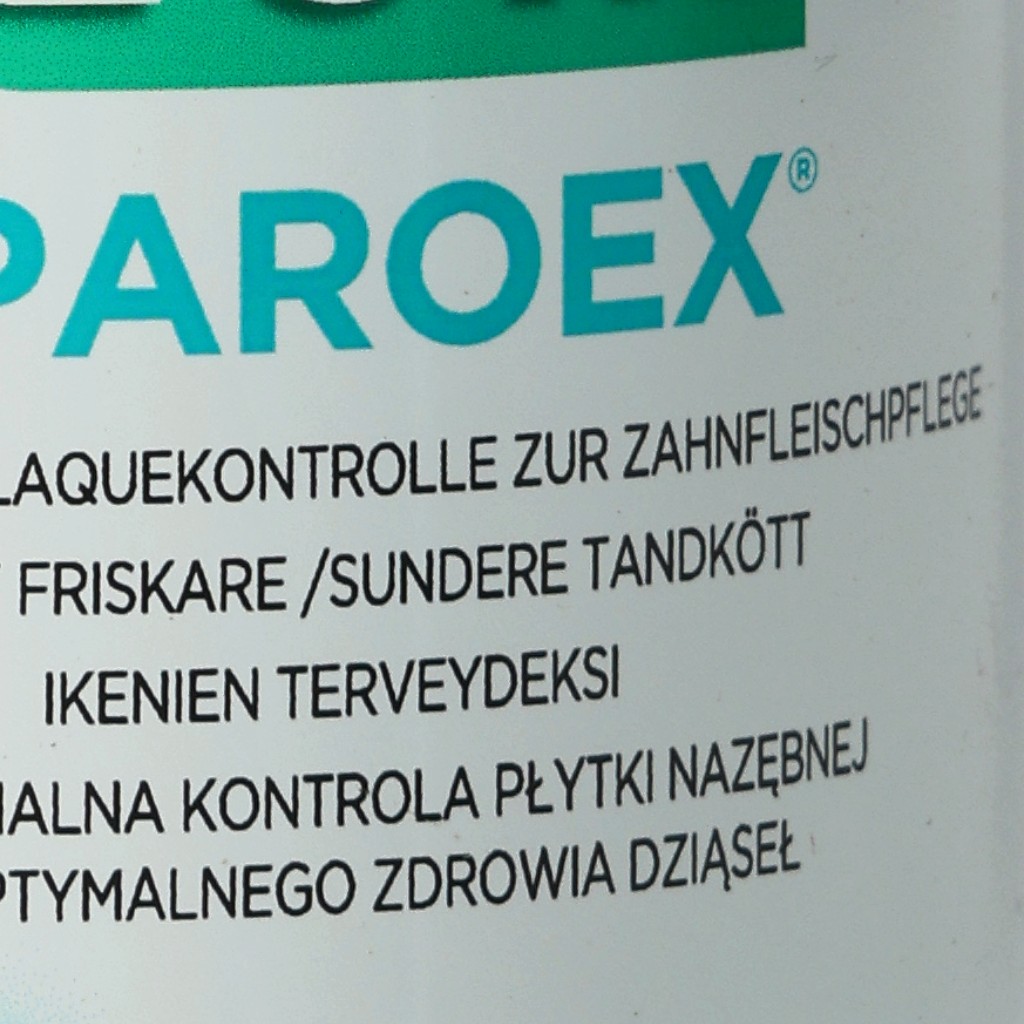 PAROEX®
LAQUEKONTROLLE ZUR ZAHNFLEISCHPFLEGE
FRISKARE /SUNDERE TANDKÖTT
IKENIEN TERVEYDEKSI
ALNA KONTROLA PŁYTKI NAZĘBNEJ
PTYMALNEGO ZDROWIA DZIĄSEŁ